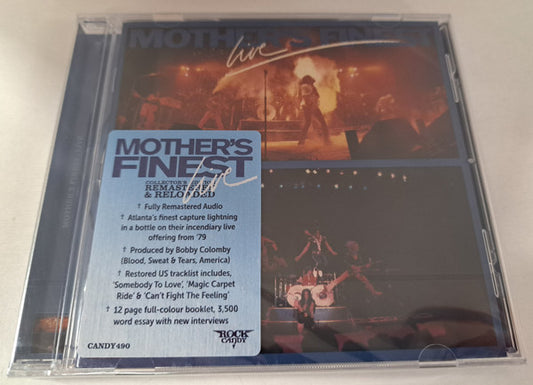 MOTHER'S FINEST
live
MOTHER'S
FINEST
live
COLLECTOR'S EDITION
REMASTERED
& RELOADED
† Fully Remastered Audio
† Atlanta's finest capture lightning
in a bottle on their incendiary live
offering from '79
† Produced by Bobby Colomby
(Blood, Sweat & Tears, America)
† Restored US tracklist includes,
'Somebody To Love', 'Magic Carpet
Ride' & 'Can't Fight The Feeling'
† 12 page full-colour booklet, 3,500
word essay with new interviews
ROCK
CANDY
CANDY490